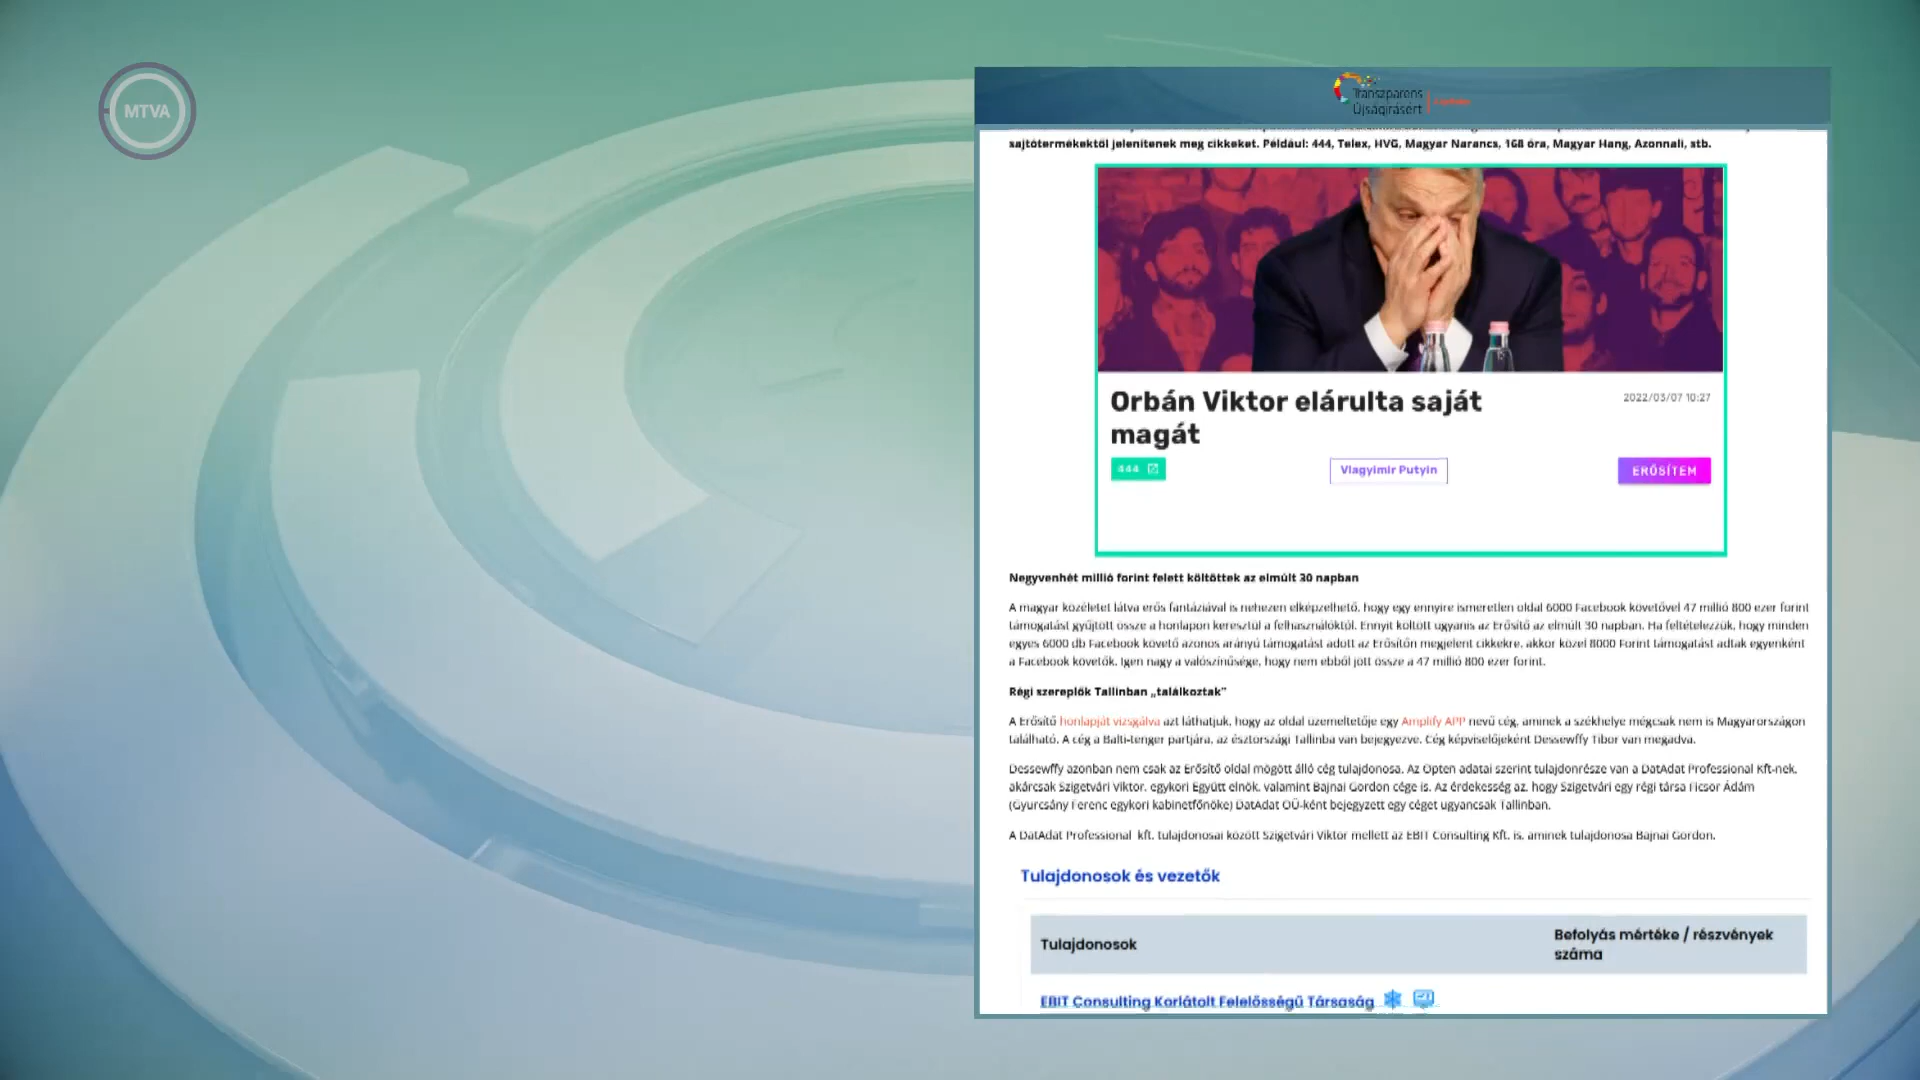 MTVA
Transzparens
Újságírásért
sajtótermékektől jelenítenek meg cikkeket. Például: 444, Telex, HVG, Magyar Narancs, 168 óra, Magyar Hang, Azonnali, stb.
Orbán Viktor elárulta saját
magát
2022/03/07 10:27
444
Vlagyimir Putyin
ERŐSÍTEM
Negyvenhét millió forint felett költöttek az elmúlt 30 napban
A magyar közéletet látva erős fantáziával is nehezen elképzelhető, hogy egy ennyire ismeretlen oldal 6000 Facebook követővel 47 millió 800 ezer forint
támogatást gyűjtött össze a honlapon keresztül a felhasználóktól. Ennyit költött ugyanis az Erősítő az elmúlt 30 napban. Ha feltételezzük, hogy minden
egyes 6000 db Facebook követő azonos arányú támogatást adott az Erősítőn megjelent cikkekre, akkor közel 8000 Forint támogatást adtak egyenként
a Facebook követők. Igen nagy a valószínűsége, hogy nem ebből jött össze a 47 millió 800 ezer forint.
Régi szereplők Tallinban „találkoztak”
A Erősítő honlapját vizsgálva azt láthatjuk, hogy az oldal üzemeltetője egy Amplify APP nevű cég, aminek a székhelye mégcsak nem is Magyarországon
található. A cég a Balti-tenger partjára, az észtországi Tallinba van bejegyezve. Cég képviselőjeként Dessewffy Tibor van megadva.
Dessewffy azonban nem csak az Erősítő oldal mögött álló cég tulajdonosa. Az Opten adatai szerint tulajdonrésze van a DatAdat Professional Kft-nek,
akárcsak Szigetvári Viktor, egykori Együtt elnök, valamint Bajnai Gordon cége is. Az érdekesség az, hogy Szigetvári egy régi társa Ficsor Ádám
(Gyurcsány Ferenc egykori kabinetfőnöke) DatAdat OÜ-ként bejegyzett egy céget ugyancsak Tallinban.
A DatAdat Professional kft. tulajdonosai között Szigetvári Viktor mellett az EBIT Consulting Kft. is, aminek tulajdonosa Bajnai Gordon.
Tulajdonosok és vezetők
Tulajdonosok
Befolyás mértéke / részvények
száma
EBIT Consulting Korlátolt Felelősségű Társaság